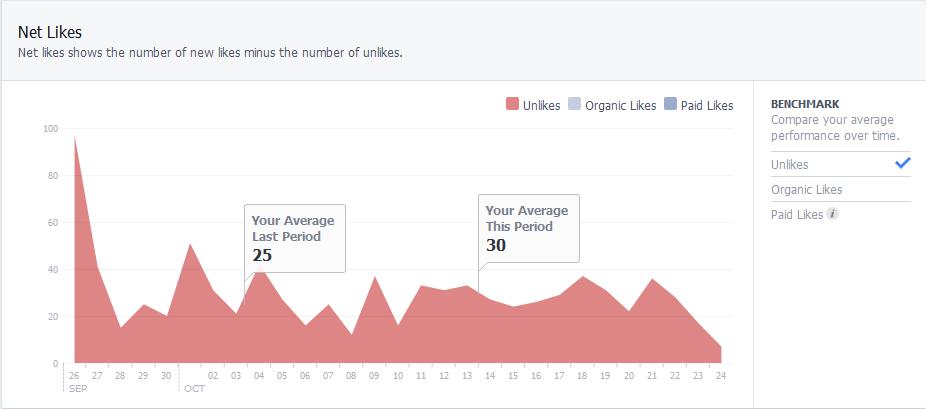 Net Likes
Net likes shows the number of new likes minus the number of unlikes.
Unlikes Organic Likes Paid Likes
BENCHMARK
Compare your average
performance over time.
Unlikes
Organic Likes
Paid Likes i
100
80
60
40
20
0
Your Average
Last Period
25
Your Average
This Period
30
26 27 28 29 30 02 03 04 05 06 07 08 09 10 11 12 13 14 15 16 17 18 19 20 21 22 23 24
SEP OCT